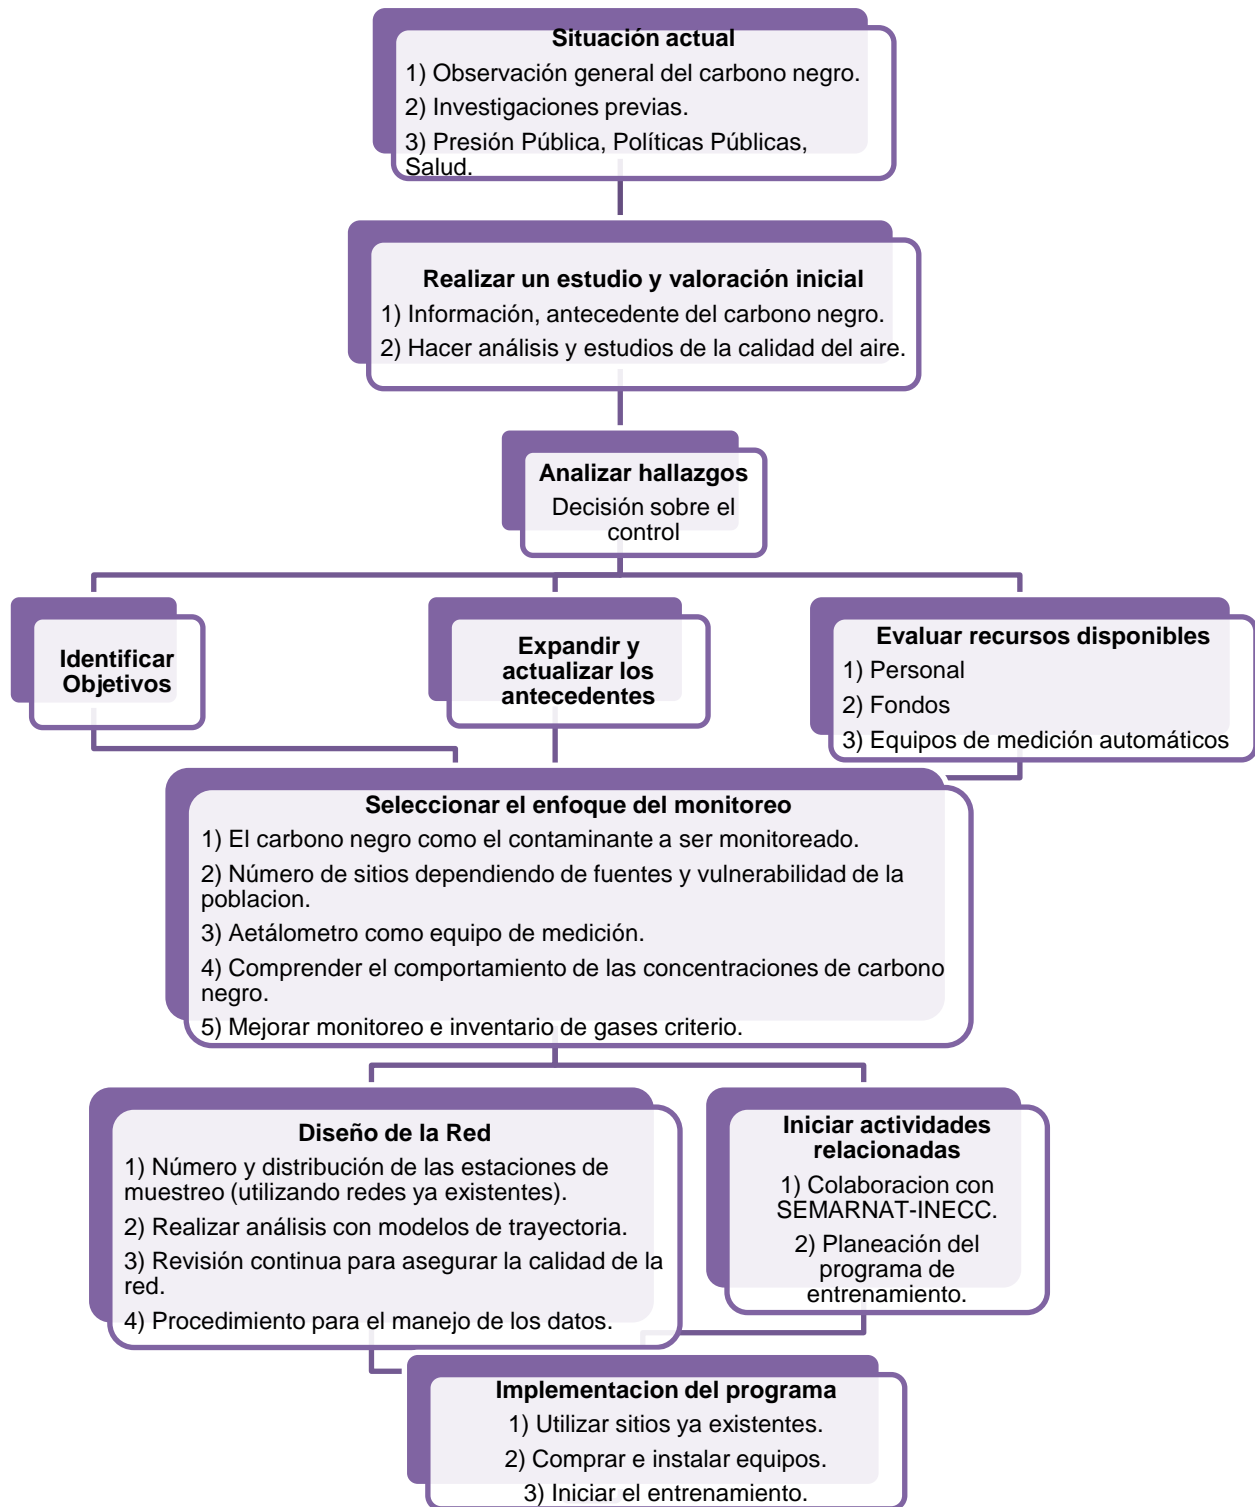 Situación actual
1) Observación general del carbono negro.
2) Investigaciones previas.
3) Presión Pública, Políticas Públicas,
Salud.
Realizar un estudio y valoración inicial
1) Información, antecedente del carbono negro.
2) Hacer análisis y estudios de la calidad del aire.
Analizar hallazgos
Decisión sobre el
control
Identificar
Objetivos
Expandir y
actualizar los
antecedentes
Evaluar recursos disponibles
1) Personal
2) Fondos
3) Equipos de medición automáticos
Seleccionar el enfoque del monitoreo
1) El carbono negro como el contaminante a ser monitoreado.
2) Número de sitios dependiendo de fuentes y vulnerabilidad de la
poblacion.
3) Aetálometro como equipo de medición.
4) Comprender el comportamiento de las concentraciones de carbono
negro.
5) Mejorar monitoreo e inventario de gases criterio.
Diseño de la Red
1) Número y distribución de las estaciones de
muestreo (utilizando redes ya existentes).
2) Realizar análisis con modelos de trayectoria.
3) Revisión continua para asegurar la calidad de la
red.
4) Procedimiento para el manejo de los datos.
Iniciar actividades
relacionadas
1) Colaboracion con
SEMARNAT-INECC.
2) Planeación del
programa de
entrenamiento.
Implementacion del programa
1) Utilizar sitios ya existentes.
2) Comprar e instalar equipos.
3) Iniciar el entrenamiento.